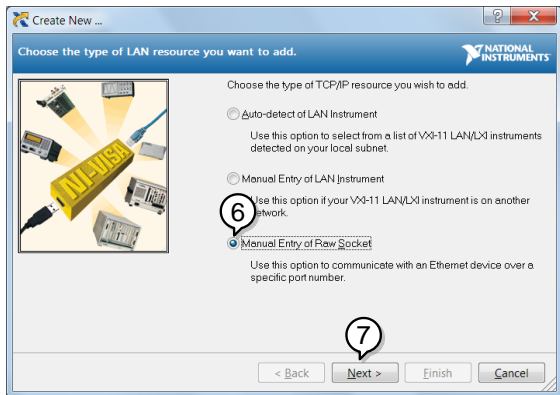 Create New ...
Choose the type of LAN resource you want to add.
NATIONAL
INSTRUMENTS
Choose the type of TCP/IP resource you wish to add.
Auto-detect of LAN Instrument
Use this option to select from a list of VXI-11 LAN/LXI instruments
detected on your local subnet.
Manual Entry of LAN Instrument
Use this option if your VXI-11 LAN/LXI instrument is on another
network.
6
Manual Entry of Raw Socket
Use this option to communicate with an Ethernet device over a
specific port number.
NI-VISA
7
< Back
Next >
Finish
Cancel